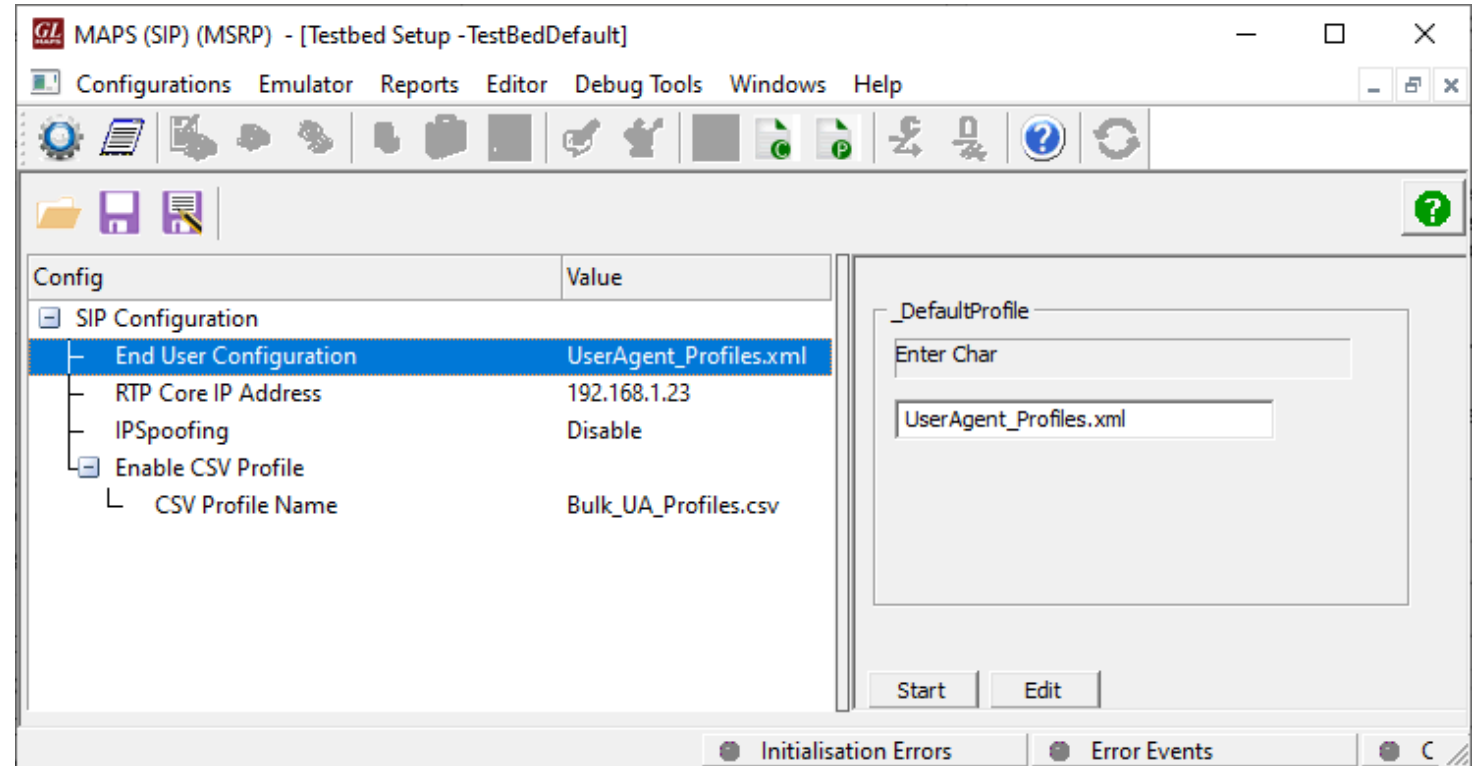 GL MAPS MAPS (SIP) (MSRP) - [Testbed Setup -TestBedDefault]
Configurations Emulator Reports Editor Debug Tools Windows Help
C P ?
?
Config Value
SIP Configuration
End User Configuration UserAgent_Profiles.xml
RTP Core IP Address 192.168.1.23
IPSpoofing Disable
Enable CSV Profile
CSV Profile Name Bulk_UA_Profiles.csv
_DefaultProfile
Enter Char
UserAgent_Profiles.xml
Start Edit
Initialisation Errors Error Events C